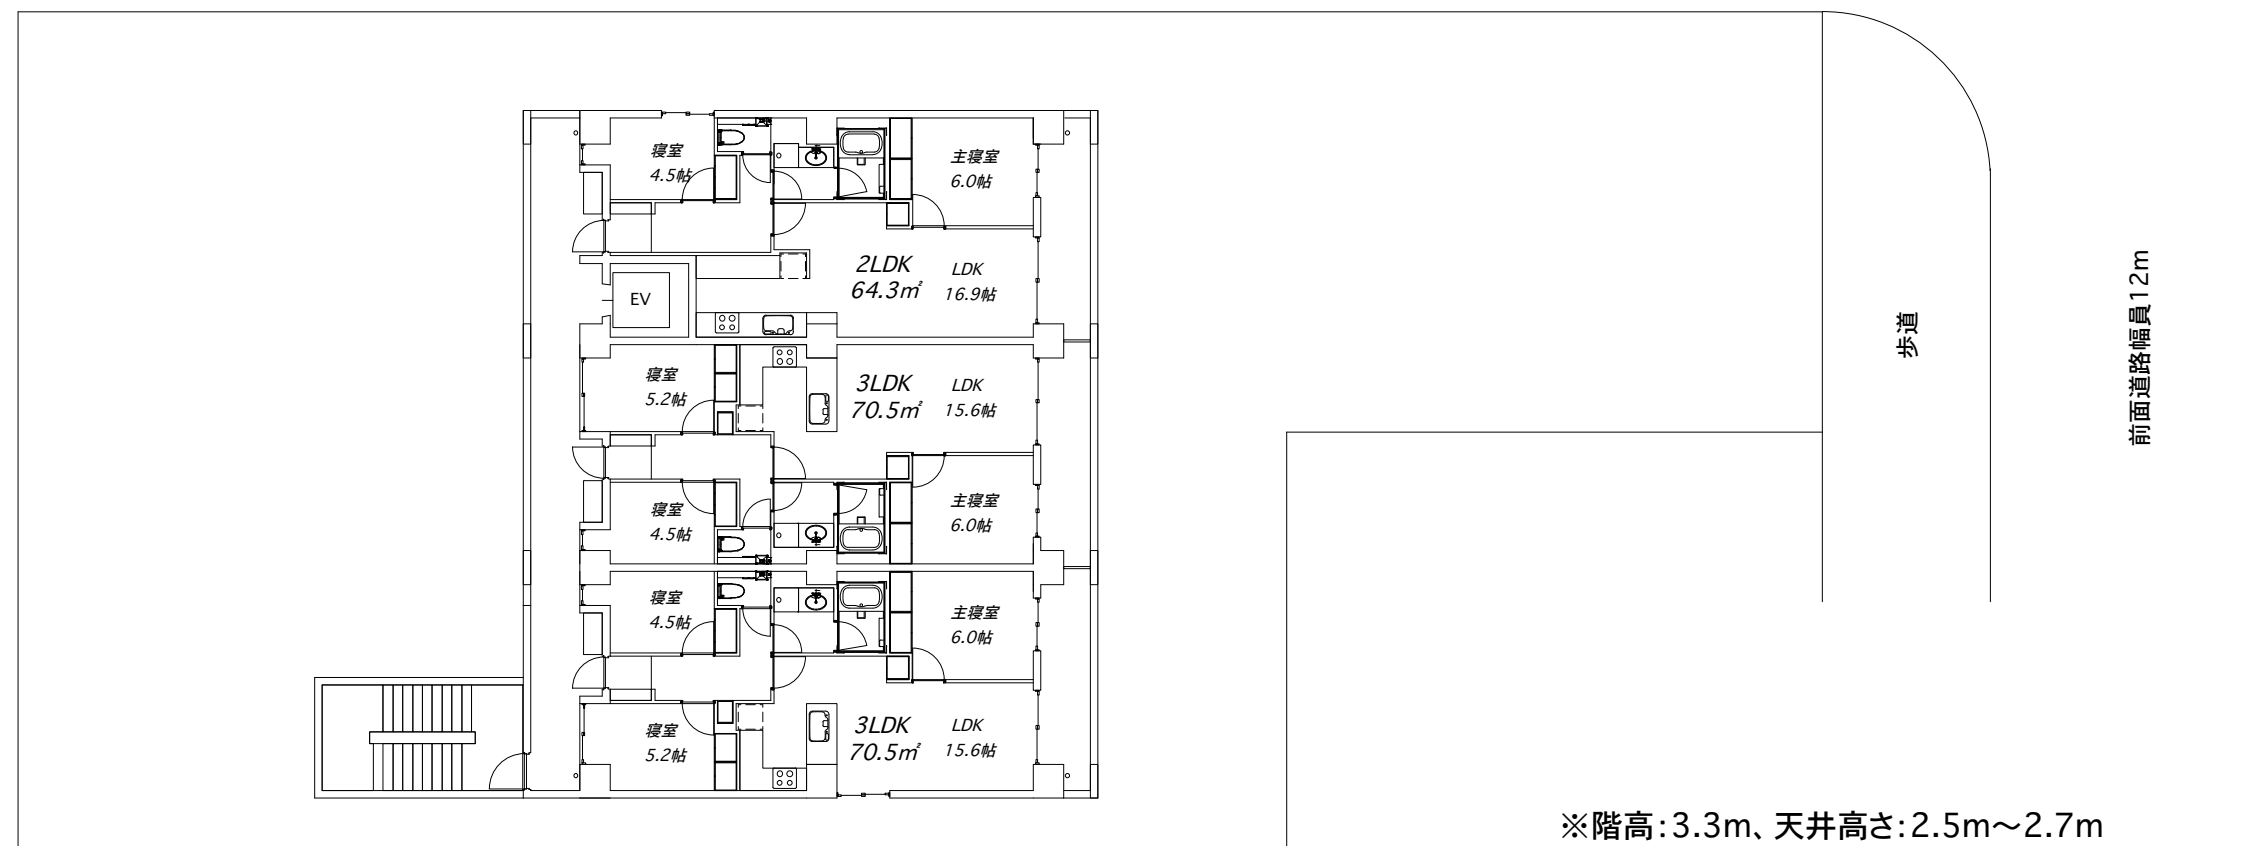 寝室
4.5帖
主寝室
6.0帖
2LDK
64.3㎡
LDK
16.9帖
EV
寝室
5.2帖
3LDK
70.5㎡
LDK
15.6帖
寝室
4.5帖
主寝室
6.0帖
寝室
4.5帖
主寝室
6.0帖
寝室
5.2帖
3LDK
70.5㎡
LDK
15.6帖
歩道
前面道路幅員12m
※階高：3.3m、天井高さ：2.5m～2.7m